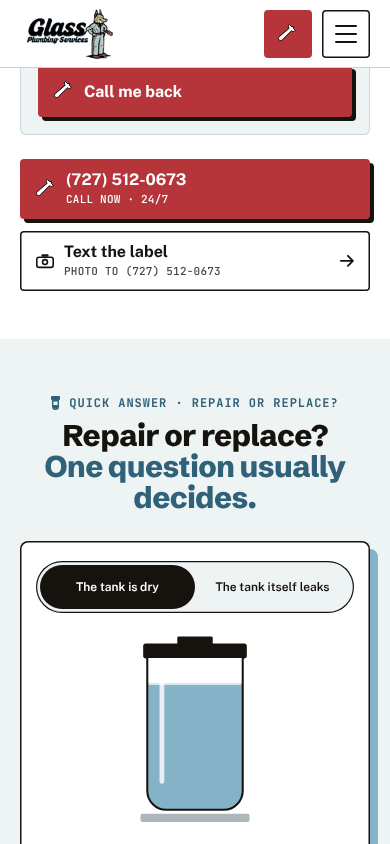 Glass
Plumbing Services
Call me back
(727) 512-0673
CALL NOW · 24/7
Text the label
PHOTO TO (727) 512-0673
QUICK ANSWER · REPAIR OR REPLACE?
Repair or replace?
One question usually
decides.
The tank is dry
The tank itself leaks